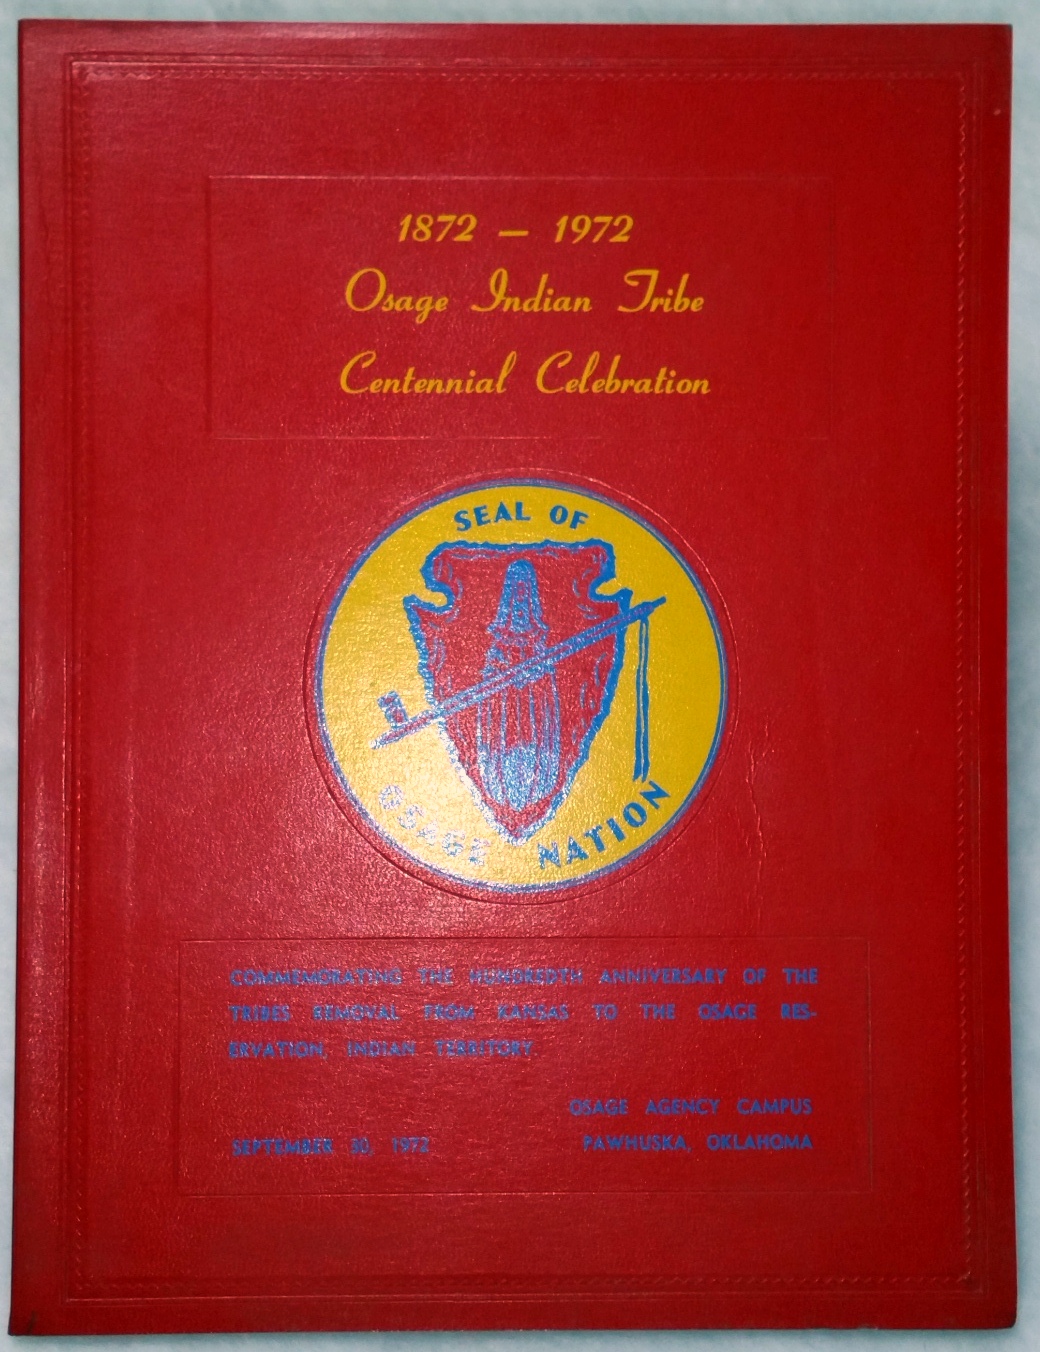 1872 — 1972
Osage Indian Tribe
Centennial Celebration
SEAL OF
OSAGE NATION
COMMEMORATING THE HUNDREDTH ANNIVERSARY OF THE
TRIBES REMOVAL FROM KANSAS TO THE OSAGE RES-
ERVATION, INDIAN TERRITORY.
OSAGE AGENCY CAMPUS
SEPTEMBER 30, 1972 PAWHUSKA, OKLAHOMA